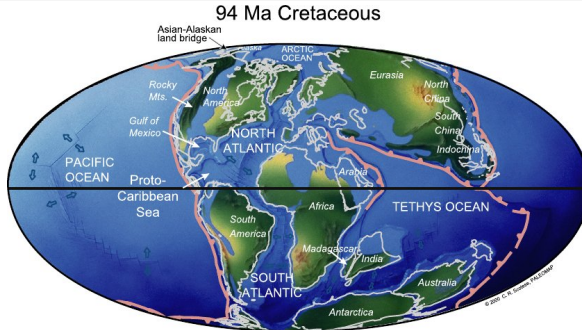 94 Ma Cretaceous
Asian-Alaskan
land bridge
Alaska
ARCTIC
OCEAN
Rocky
Mts.
North
America
Eurasia
North
China
South
China
Indochina
Gulf of
Mexico
NORTH
ATLANTIC
PACIFIC
OCEAN
Proto-
Caribbean
Sea
Arabia
Africa
TETHYS OCEAN
South
America
Madagascar
India
SOUTH
ATLANTIC
Australia
Antarctica
© 2000 C. R. Scotese, PALEOMAP